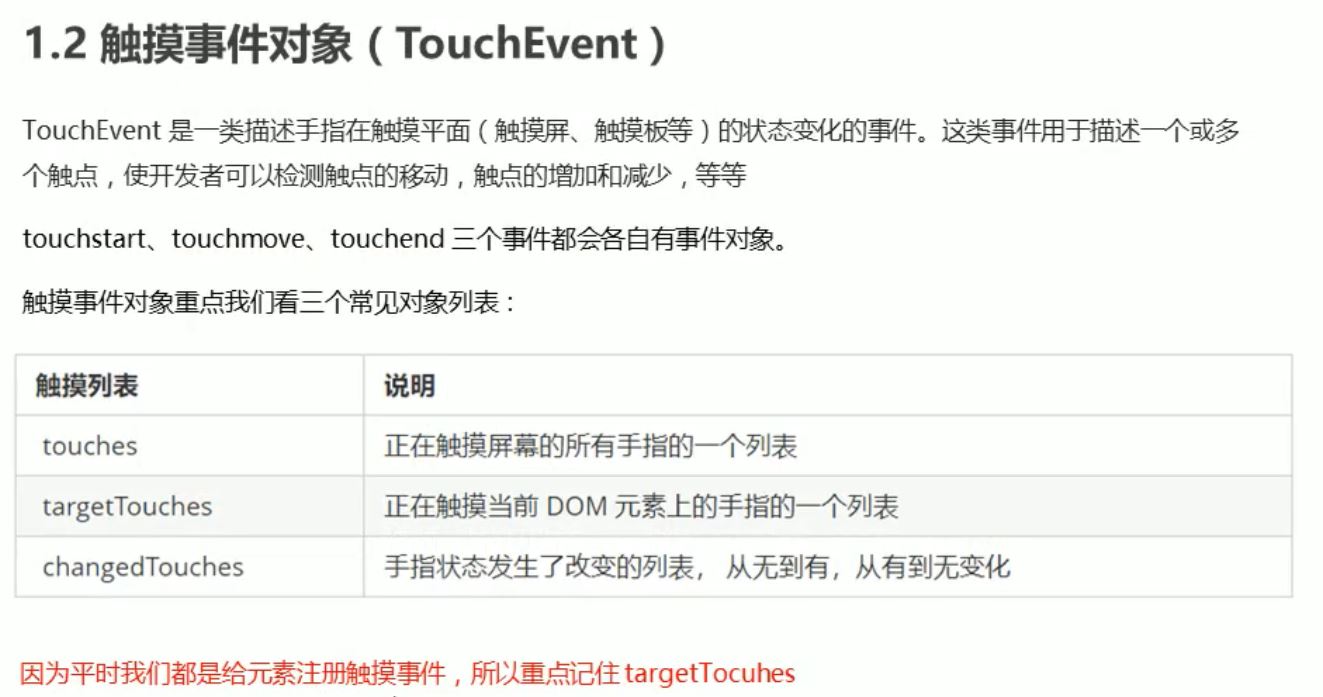 1.2 触摸事件对象（TouchEvent）
TouchEvent 是一类描述手指在触摸平面（触摸屏、触摸板等）的状态变化的事件。这类事件用于描述一个或多
个触点，使开发者可以检测触点的移动，触点的增加和减少，等等
touchstart、touchmove、touchend 三个事件都会各自有事件对象。
触摸事件对象重点我们看三个常见对象列表：
触摸列表 说明
touches 正在触摸屏幕的所有手指的一个列表
targetTouches 正在触摸当前 DOM 元素上的手指的一个列表
changedTouches 手指状态发生了改变的列表， 从无到有，从有到无变化
因为平时我们都是给元素注册触摸事件，所以重点记住 targetTocuhes